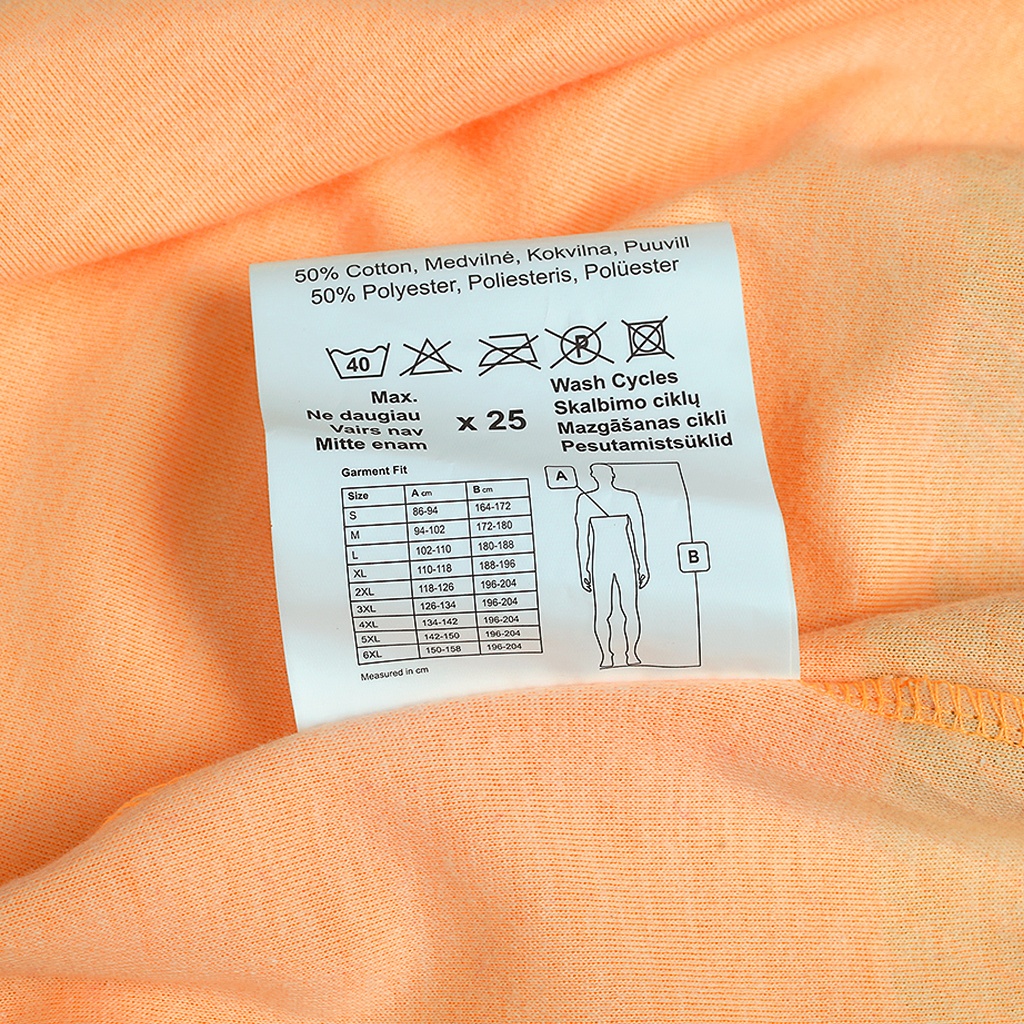 50% Cotton, Medvilnė, Kokvilna, Puuvill
50% Polyester, Poliesteris, Polüester
40 P
Max.
Ne daugiau
Vairs nav
Mitte enam
x 25
Wash Cycles
Skalbimo ciklų
Mazgāšanas cikli
Pesutamistsüklid
Garment Fit
Size A cm B cm
S 86-94 164-172
M 94-102 172-180
L 102-110 180-188
XL 110-118 188-196
2XL 118-126 196-204
3XL 126-134 196-204
4XL 134-142 196-204
5XL 142-150 196-204
6XL 150-158 196-204
Measured in cm
A
B